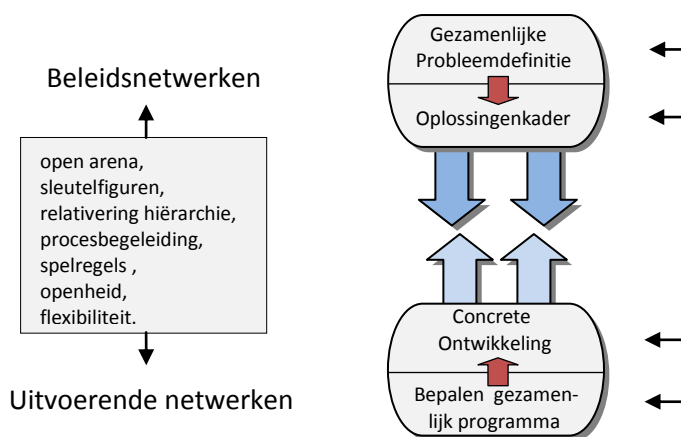 Beleidsnetwerken
open arena,
sleutelfiguren,
relativering hiërarchie,
procesbegeleiding,
spelregels ,
openheid,
flexibiliteit.
Uitvoerende netwerken
Gezamenlijke
Probleemdefinitie
Oplossingenkader
Concrete
Ontwikkeling
Bepalen gezamen-
lijk programma